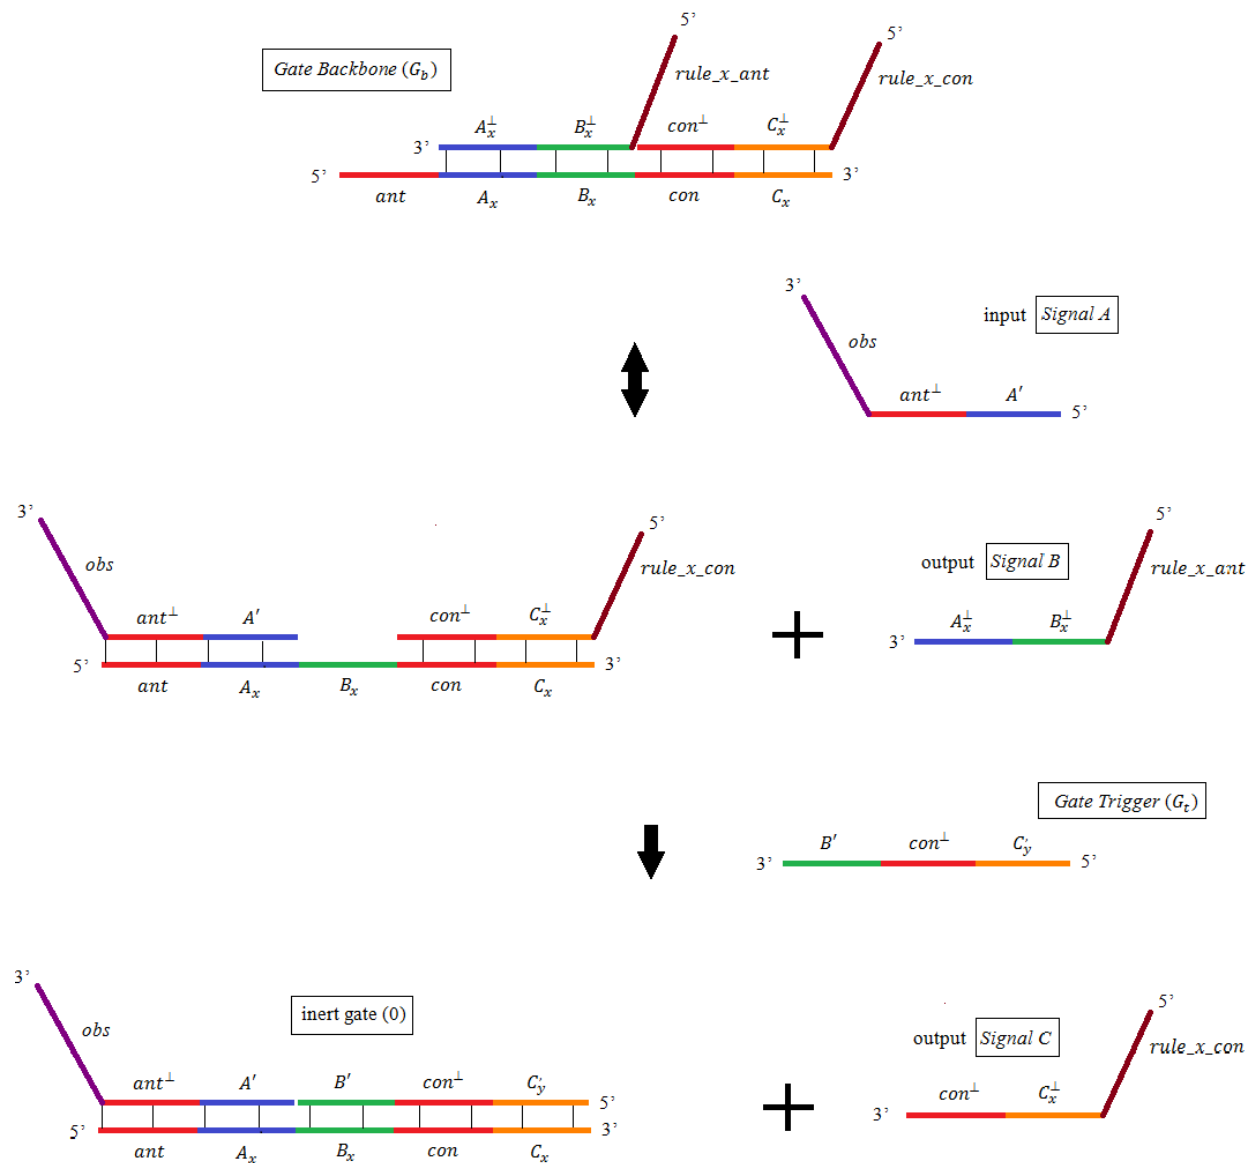 5' 5'
Gate Backbone (G_b) rule_x_ant rule_x_con
A_x^⊥ B_x^⊥ con^⊥ C_x^⊥
3'
5' 3'
ant A_x B_x con C_x
3'
input Signal A
obs
ant^⊥ A'
5'
3' 5' 5'
obs rule_x_con output Signal B rule_x_ant
ant^⊥ A' con^⊥ C_x^⊥ A_x^⊥ B_x^⊥
3'
5' 3'
ant A_x B_x con C_x
Gate Trigger (G_t)
B' con^⊥ C'_y
3' 5'
3' 5'
inert gate (0)
obs output Signal C rule_x_con
ant^⊥ A' B' con^⊥ C'_y con^⊥ C_x^⊥
5' 3'
5' 3'
ant A_x B_x con C_x